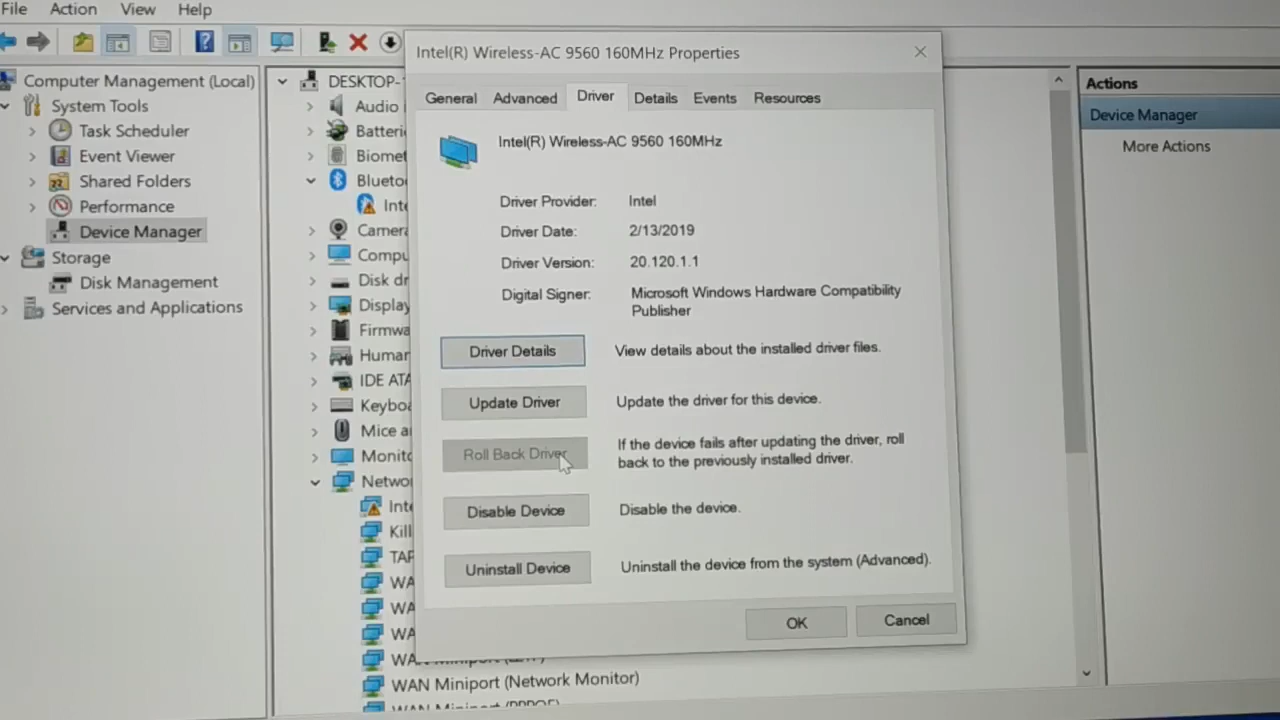 File Action View Help
Intel(R) Wireless-AC 9560 160MHz Properties
General Advanced Driver Details Events Resources
Intel(R) Wireless-AC 9560 160MHz
Driver Provider: Intel
Driver Date: 2/13/2019
Driver Version: 20.120.1.1
Digital Signer: Microsoft Windows Hardware Compatibility
Publisher
Driver Details View details about the installed driver files.
Update Driver Update the driver for this device.
Roll Back Driver If the device fails after updating the driver, roll
back to the previously installed driver.
Disable Device Disable the device.
Uninstall Device Uninstall the device from the system (Advanced).
OK Cancel
Computer Management (Local)
System Tools
Task Scheduler
Event Viewer
Shared Folders
Performance
Device Manager
Storage
Disk Management
Services and Applications
DESKTOP-
Audio
Batteri
Biomet
Blueto
Inte
Camera
Compu
Disk dr
Display
Firmwa
Human
IDE ATA
Keyboa
Mice a
Monito
Netwo
Inte
Kill
TAP
WA
WA
WA
WA
WAN Miniport (Network Monitor)
Actions
Device Manager
More Actions